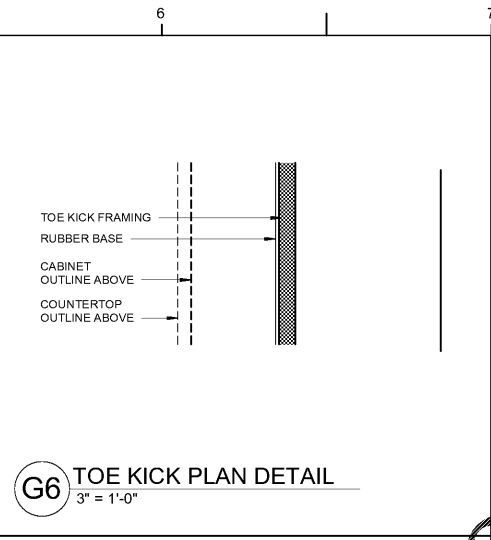 6
7
TOE KICK FRAMING
RUBBER BASE
CABINET
OUTLINE ABOVE
COUNTERTOP
OUTLINE ABOVE
G6
TOE KICK PLAN DETAIL
3" = 1'-0"